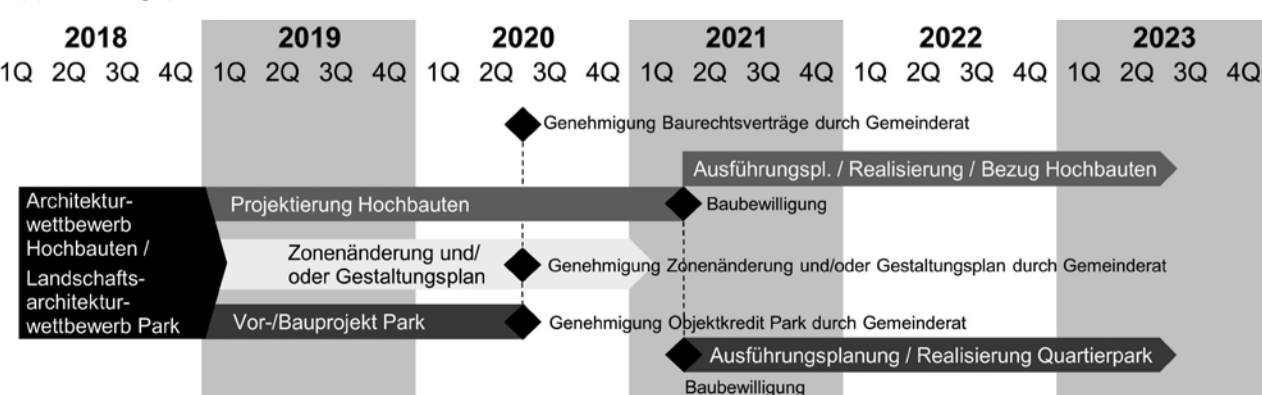 2018 2019 2020 2021 2022 2023
1Q 2Q 3Q 4Q 1Q 2Q 3Q 4Q 1Q 2Q 3Q 4Q 1Q 2Q 3Q 4Q 1Q 2Q 3Q 4Q 1Q 2Q 3Q 4Q
Genehmigung Baurechtsverträge durch Gemeinderat
Ausführungspl. / Realisierung / Bezug Hochbauten
Architektur-
wettbewerb
Hochbauten /
Landschafts-
architektur-
wettbewerb Park
Projektierung Hochbauten
Baubewilligung
Zonenänderung und/
oder Gestaltungsplan
Genehmigung Zonenänderung und/oder Gestaltungsplan durch Gemeinderat
Vor-/Bauprojekt Park
Genehmigung Objektkredit Park durch Gemeinderat
Ausführungsplanung / Realisierung Quartierpark
Baubewilligung